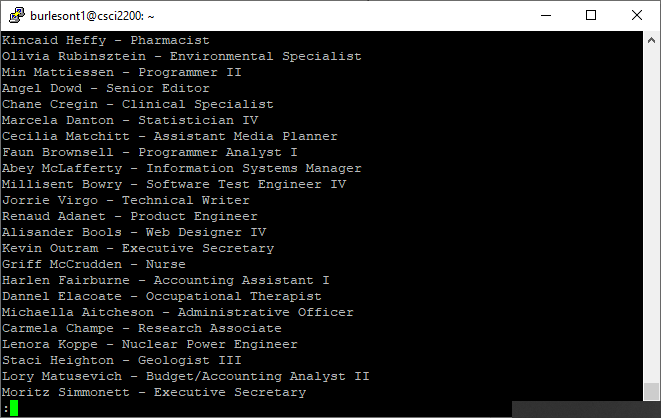 burlesont1@csci2200: ~
Kincaid Heffy - Pharmacist
Olivia Rubinsztein - Environmental Specialist
Min Mattiessen - Programmer II
Angel Dowd - Senior Editor
Chane Cregin - Clinical Specialist
Marcela Danton - Statistician IV
Cecilia Matchitt - Assistant Media Planner
Faun Brownsell - Programmer Analyst I
Abey McLafferty - Information Systems Manager
Millisent Bowry - Software Test Engineer IV
Jorrie Virgo - Technical Writer
Renaud Adanet - Product Engineer
Alisander Bools - Web Designer IV
Kevin Outram - Executive Secretary
Griff McCrudden - Nurse
Harlen Fairburne - Accounting Assistant I
Dannel Elacoate - Occupational Therapist
Michaella Aitcheson - Administrative Officer
Carmela Champe - Research Associate
Lenora Koppe - Nuclear Power Engineer
Staci Heighton - Geologist III
Lory Matusevich - Budget/Accounting Analyst II
Moritz Simmonett - Executive Secretary
: